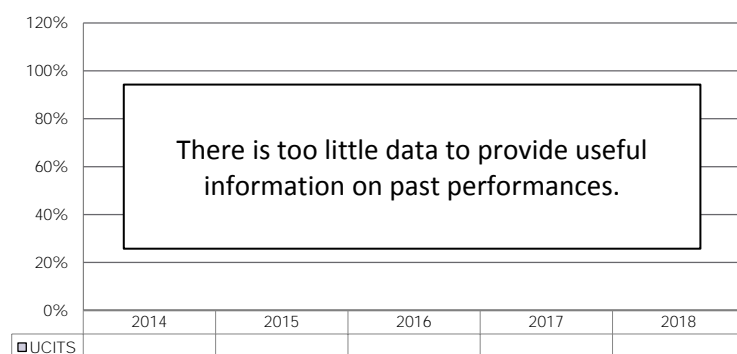 120%
100%
80%
There is too little data to provide useful
60%
information on past performances.
40%
20%
0%
2014 2015 2016 2017 2018
UCITS